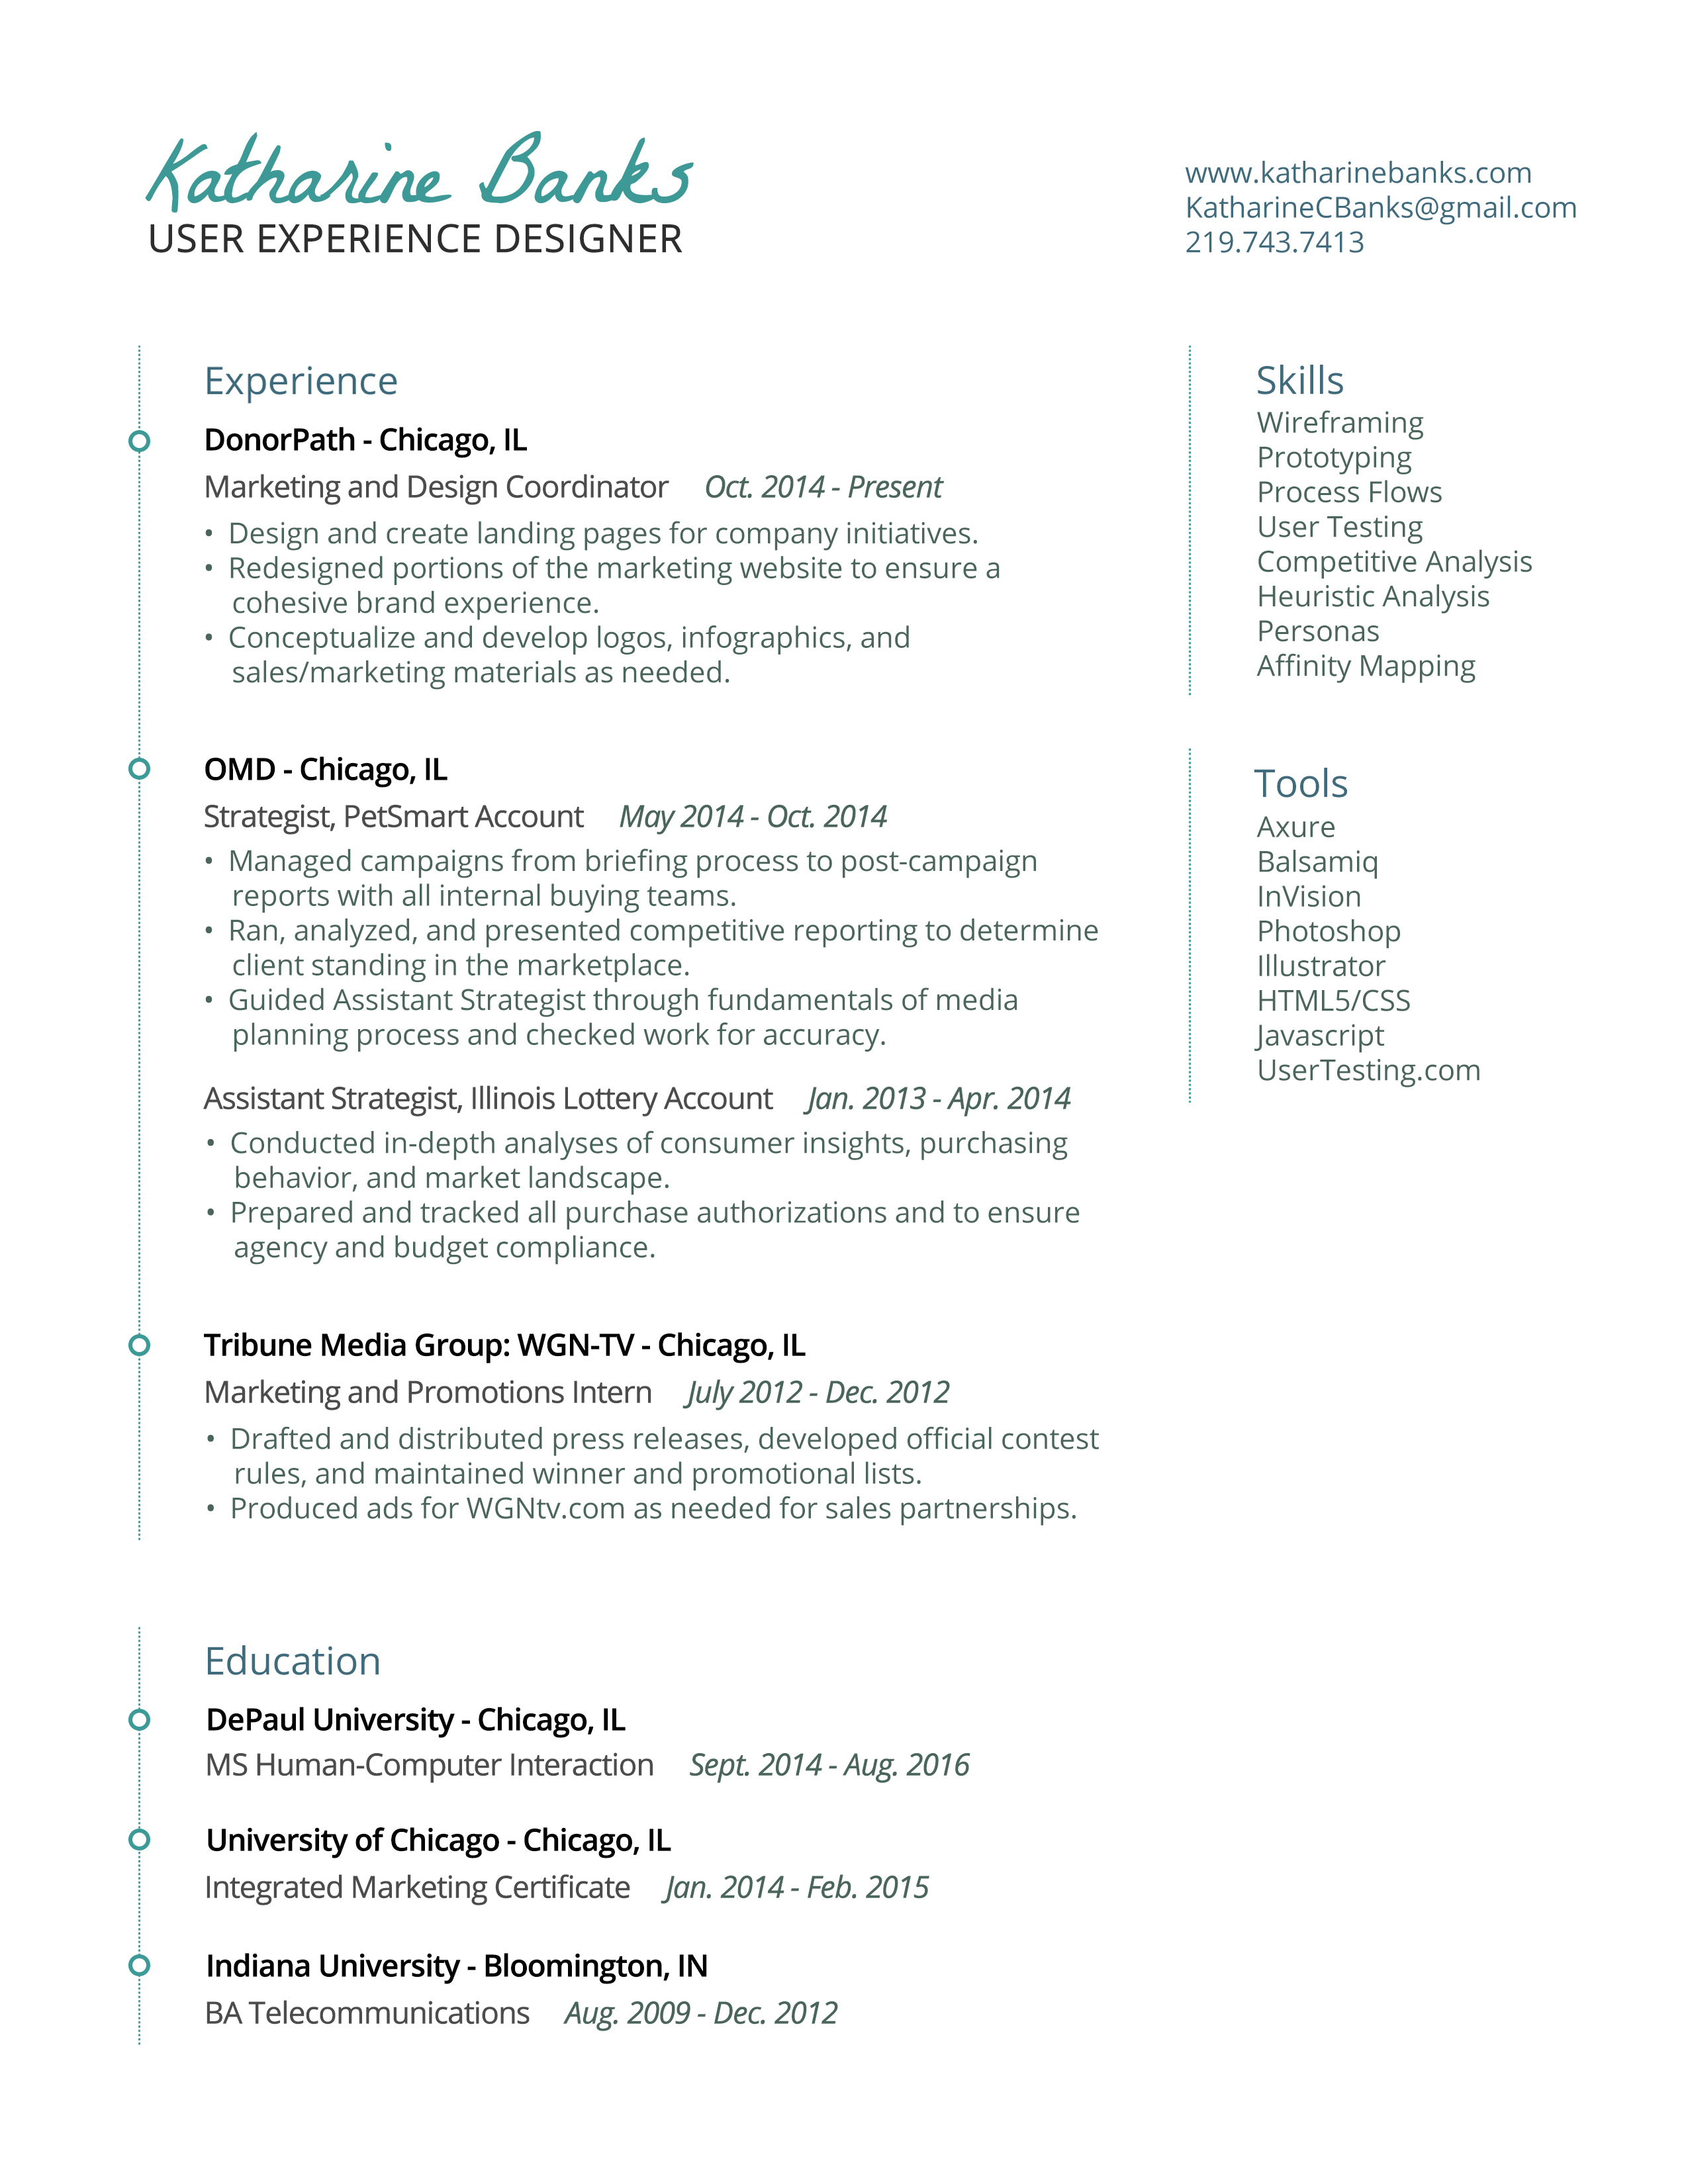 Katharine Banks
USER EXPERIENCE DESIGNER
www.katharinebanks.com
KatharineCBanks@gmail.com
219.743.7413
Experience
DonorPath - Chicago, IL
Marketing and Design Coordinator Oct. 2014 - Present
• Design and create landing pages for company initiatives.
• Redesigned portions of the marketing website to ensure a
cohesive brand experience.
• Conceptualize and develop logos, infographics, and
sales/marketing materials as needed.
OMD - Chicago, IL
Strategist, PetSmart Account May 2014 - Oct. 2014
• Managed campaigns from briefing process to post-campaign
reports with all internal buying teams.
• Ran, analyzed, and presented competitive reporting to determine
client standing in the marketplace.
• Guided Assistant Strategist through fundamentals of media
planning process and checked work for accuracy.
Assistant Strategist, Illinois Lottery Account Jan. 2013 - Apr. 2014
• Conducted in-depth analyses of consumer insights, purchasing
behavior, and market landscape.
• Prepared and tracked all purchase authorizations and to ensure
agency and budget compliance.
Tribune Media Group: WGN-TV - Chicago, IL
Marketing and Promotions Intern July 2012 - Dec. 2012
• Drafted and distributed press releases, developed official contest
rules, and maintained winner and promotional lists.
• Produced ads for WGNtv.com as needed for sales partnerships.
Education
DePaul University - Chicago, IL
MS Human-Computer Interaction Sept. 2014 - Aug. 2016
University of Chicago - Chicago, IL
Integrated Marketing Certificate Jan. 2014 - Feb. 2015
Indiana University - Bloomington, IN
BA Telecommunications Aug. 2009 - Dec. 2012
Skills
Wireframing
Prototyping
Process Flows
User Testing
Competitive Analysis
Heuristic Analysis
Personas
Affinity Mapping
Tools
Axure
Balsamiq
InVision
Photoshop
Illustrator
HTML5/CSS
Javascript
UserTesting.com